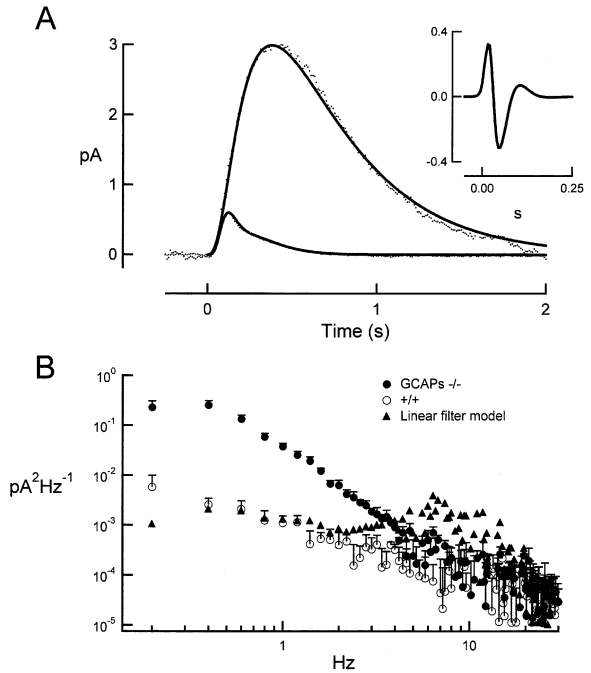 A
3
2
1
0
pA
0
1
2
Time (s)
0.4
0.0
-0.4
0.00
0.25
s
B
10⁰
10⁻¹
10⁻²
10⁻³
10⁻⁴
10⁻⁵
pA²Hz⁻¹
GCAPs -/-
+/+
Linear filter model
1
10
Hz